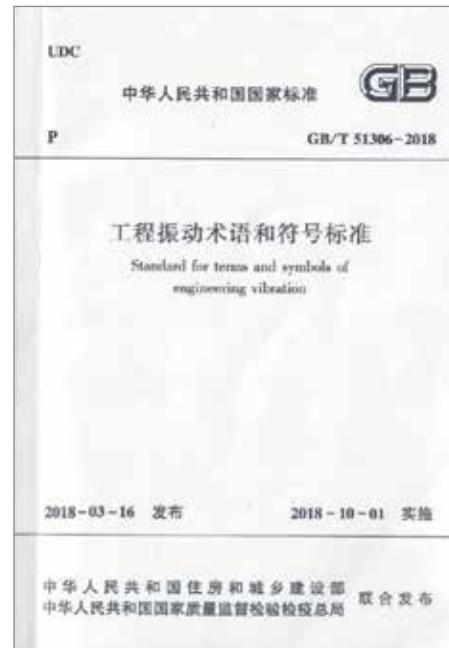 UDC
中华人民共和国国家标准
GB
P
GB/T 51306-2018
工程振动术语和符号标准
Standard for terms and symbols of
engineering vibration
2018-03-16 发布
2018-10-01 实施
中华人民共和国住房和城乡建设部
中华人民共和国国家质量监督检验检疫总局
联合发布